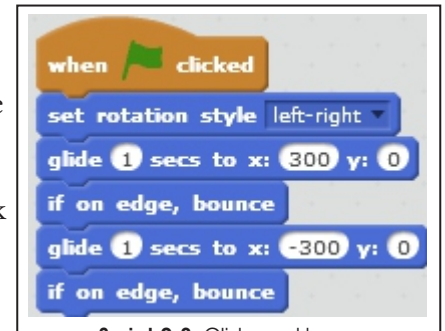 when clicked
set rotation style left-right
glide 1 secs to x: 300 y: 0
if on edge, bounce
glide 1 secs to x: -300 y: 0
if on edge, bounce